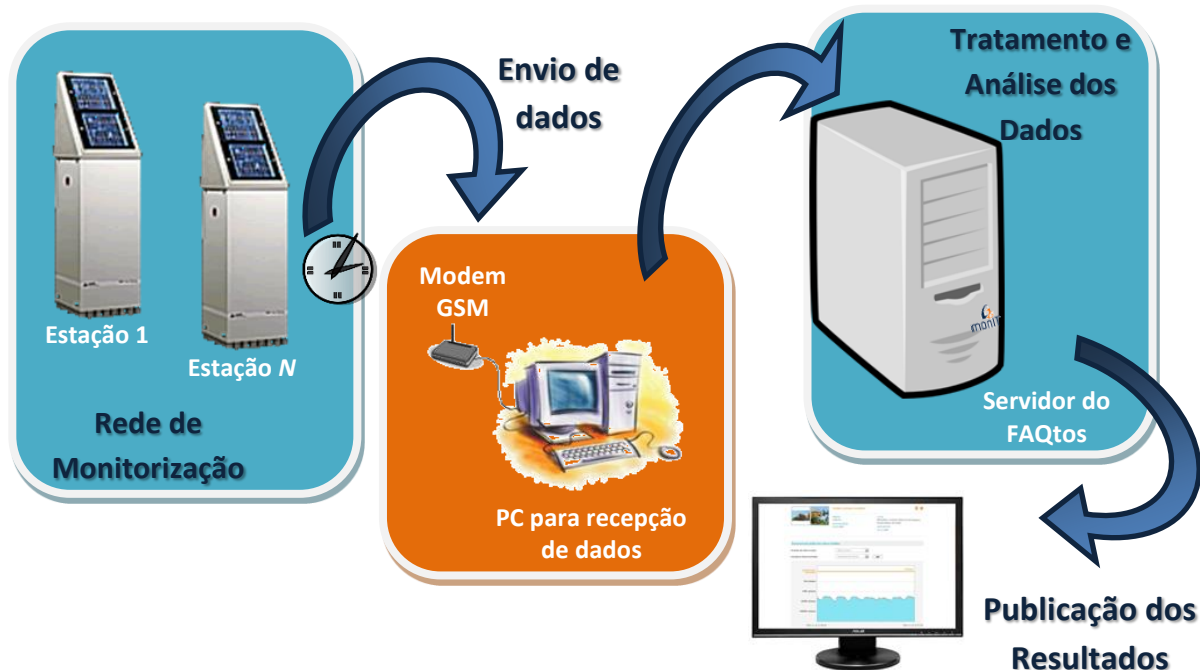 Estação 1
Estação N
Rede de
Monitorização
Envio de
dados
Modem
GSM
PC para recepção
de dados
Tratamento e
Análise dos
Dados
monIT
Servidor do
FAQtos
Publicação dos
Resultados